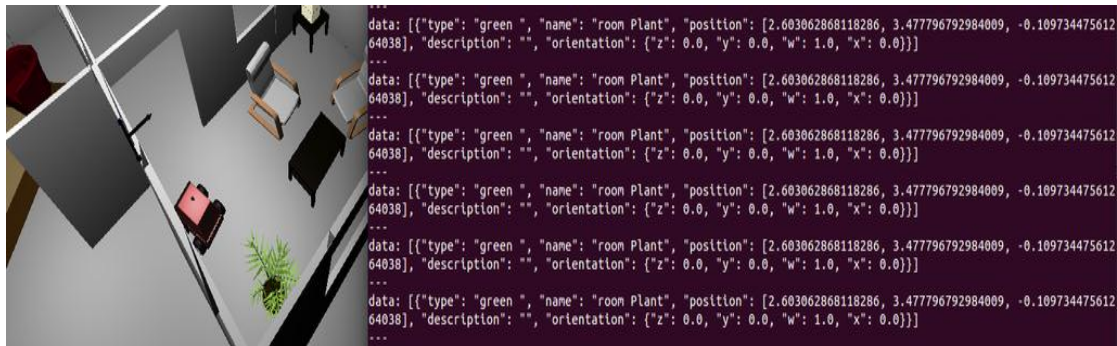 ---
data: [{"type": "green ", "name": "room Plant", "position": [2.603062868118286, 3.477796792984009, -0.109734475612
64038], "description": "", "orientation": {"z": 0.0, "y": 0.0, "w": 1.0, "x": 0.0}}]
---
data: [{"type": "green ", "name": "room Plant", "position": [2.603062868118286, 3.477796792984009, -0.109734475612
64038], "description": "", "orientation": {"z": 0.0, "y": 0.0, "w": 1.0, "x": 0.0}}]
---
data: [{"type": "green ", "name": "room Plant", "position": [2.603062868118286, 3.477796792984009, -0.109734475612
64038], "description": "", "orientation": {"z": 0.0, "y": 0.0, "w": 1.0, "x": 0.0}}]
---
data: [{"type": "green ", "name": "room Plant", "position": [2.603062868118286, 3.477796792984009, -0.109734475612
64038], "description": "", "orientation": {"z": 0.0, "y": 0.0, "w": 1.0, "x": 0.0}}]
---
data: [{"type": "green ", "name": "room Plant", "position": [2.603062868118286, 3.477796792984009, -0.109734475612
64038], "description": "", "orientation": {"z": 0.0, "y": 0.0, "w": 1.0, "x": 0.0}}]
---
data: [{"type": "green ", "name": "room Plant", "position": [2.603062868118286, 3.477796792984009, -0.109734475612
64038], "description": "", "orientation": {"z": 0.0, "y": 0.0, "w": 1.0, "x": 0.0}}]
---